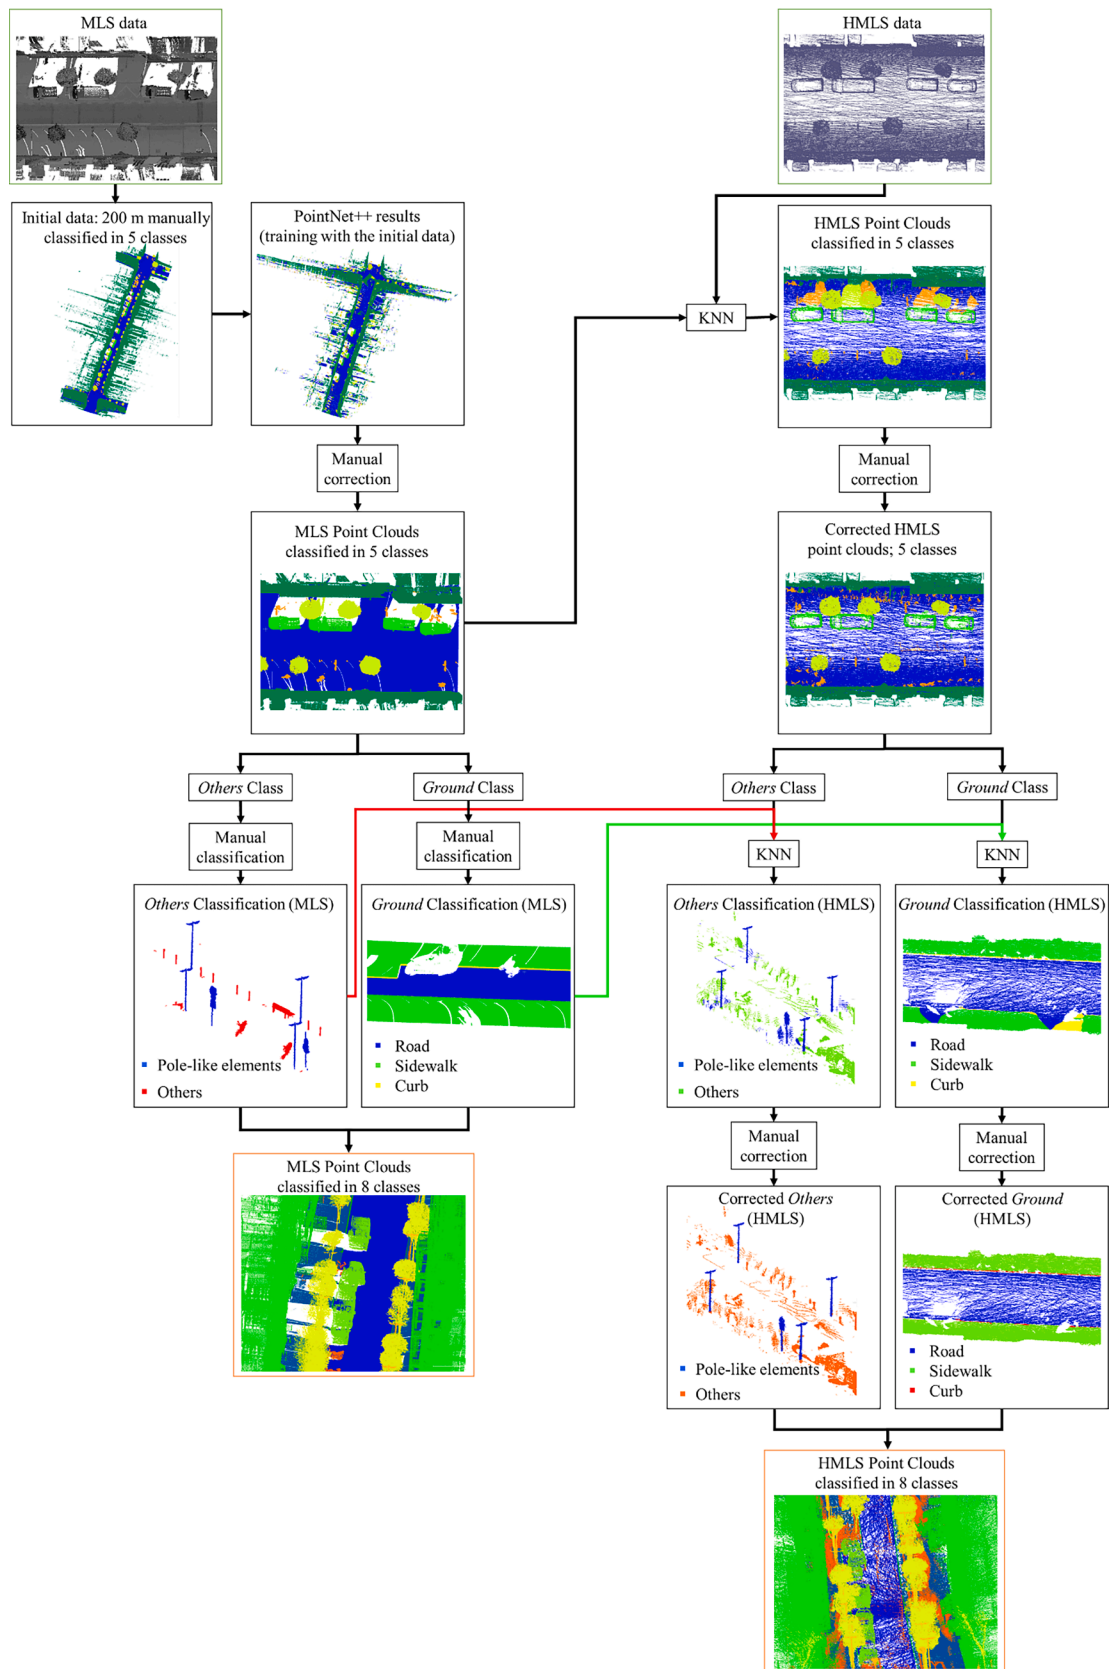 MLS data
HMLS data
Initial data: 200 m manually
classified in 5 classes
PointNet++ results
(training with the initial data)
HMLS Point Clouds
classified in 5 classes
KNN
Manual
correction
Manual
correction
MLS Point Clouds
classified in 5 classes
Corrected HMLS
point clouds; 5 classes
Others Class
Ground Class
Others Class
Ground Class
Manual
classification
Manual
classification
KNN
KNN
Others Classification (MLS)
Pole-like elements
Others
Ground Classification (MLS)
Road
Sidewalk
Curb
Others Classification (HMLS)
Pole-like elements
Others
Ground Classification (HMLS)
Road
Sidewalk
Curb
Manual
correction
Manual
correction
MLS Point Clouds
classified in 8 classes
Corrected Others
(HMLS)
Pole-like elements
Others
Corrected Ground
(HMLS)
Road
Sidewalk
Curb
HMLS Point Clouds
classified in 8 classes